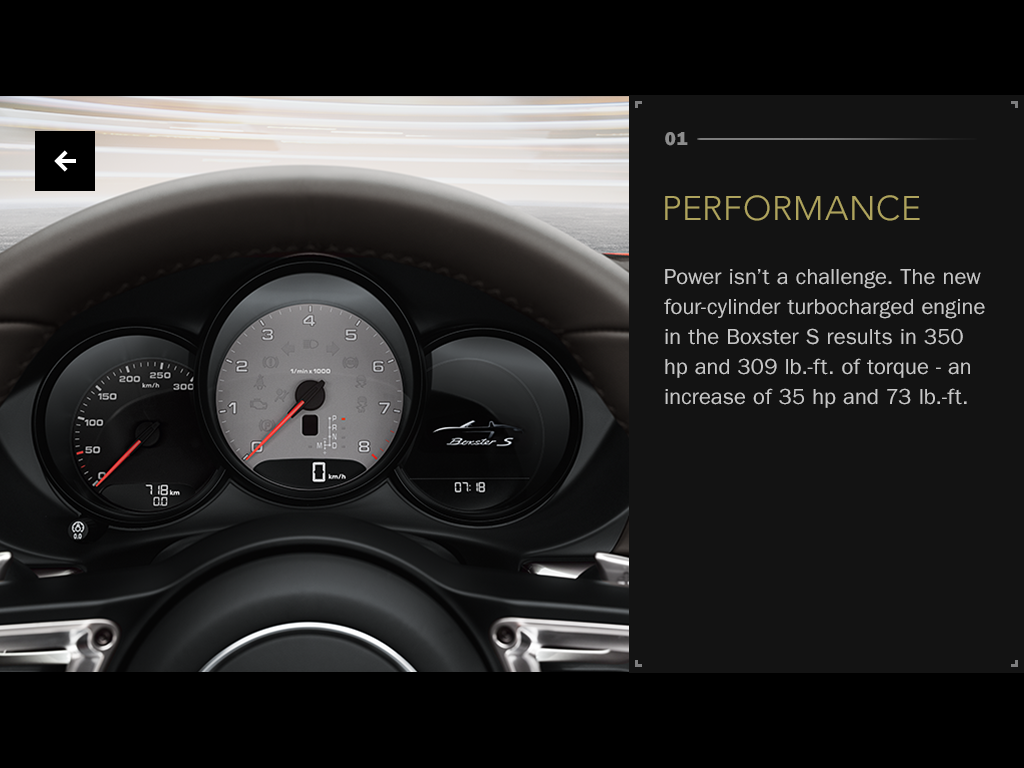 01
PERFORMANCE
Power isn't a challenge. The new
four-cylinder turbocharged engine
in the Boxster S results in 350
hp and 309 lb.-ft. of torque - an
increase of 35 hp and 73 lb.-ft.
0 50 100 150 200 250 300
km/h
718 km
0.0
0.0
0 1 2 3 4 5 6 7 8
1/min x 1000
P
R
N
D
M
0 km/h
Boxster S
07:18